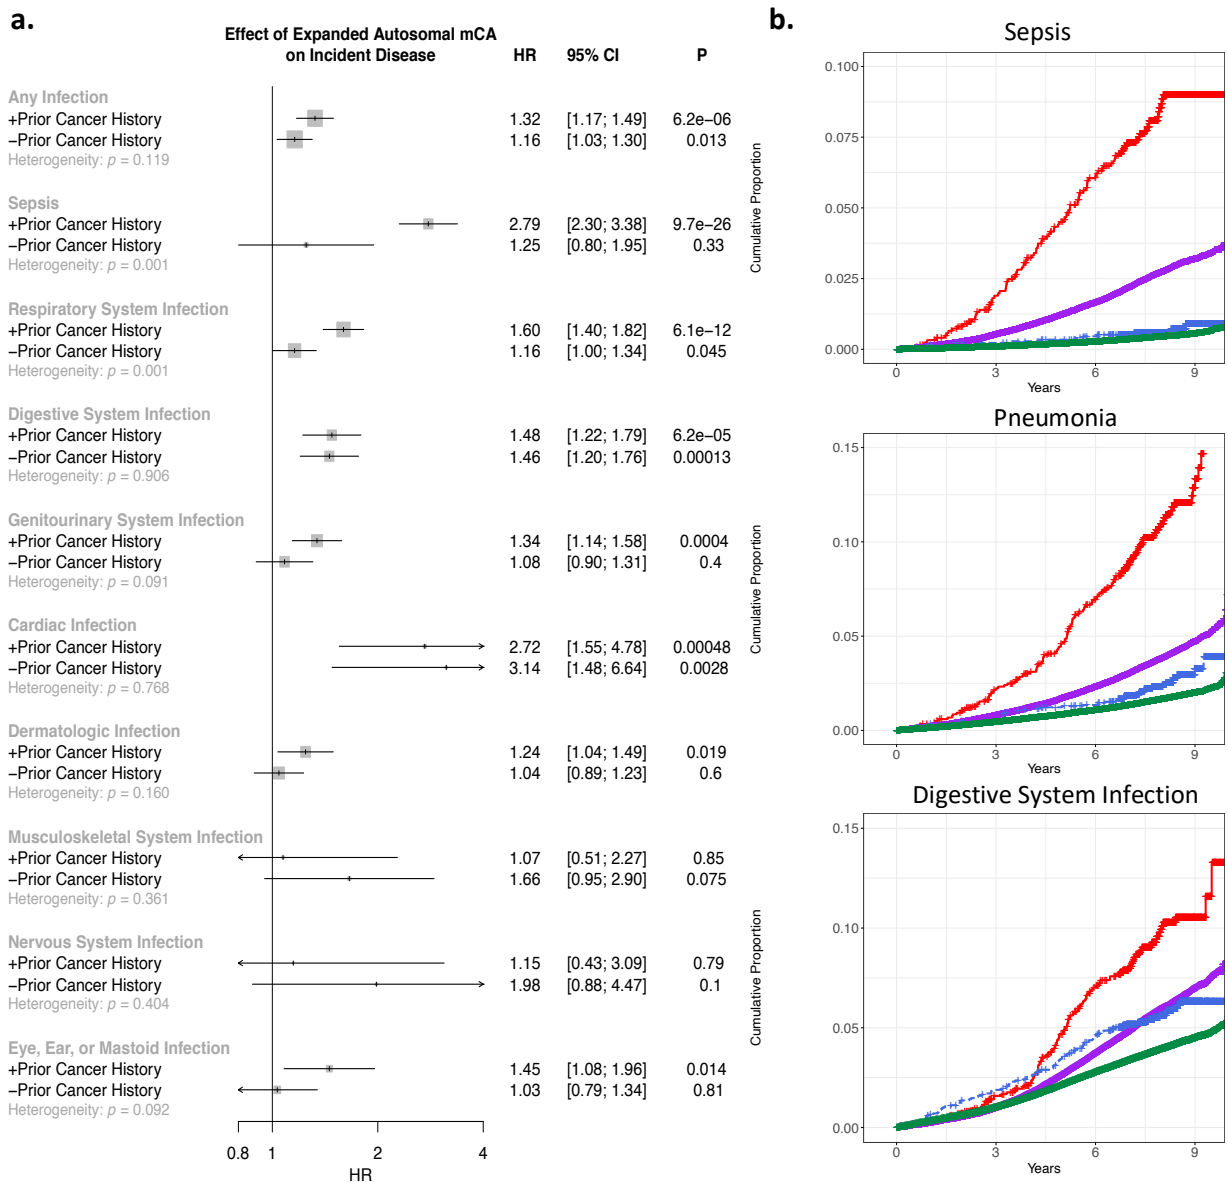 a.
Effect of Expanded Autosomal mCA
on Incident Disease
HR 95% CI P
Any Infection
+Prior Cancer History 1.32 [1.17; 1.49] 6.2e−06
−Prior Cancer History 1.16 [1.03; 1.30] 0.013
Heterogeneity: p = 0.119
Sepsis
+Prior Cancer History 2.79 [2.30; 3.38] 9.7e−26
−Prior Cancer History 1.25 [0.80; 1.95] 0.33
Heterogeneity: p = 0.001
Respiratory System Infection
+Prior Cancer History 1.60 [1.40; 1.82] 6.1e−12
−Prior Cancer History 1.16 [1.00; 1.34] 0.045
Heterogeneity: p = 0.001
Digestive System Infection
+Prior Cancer History 1.48 [1.22; 1.79] 6.2e−05
−Prior Cancer History 1.46 [1.20; 1.76] 0.00013
Heterogeneity: p = 0.906
Genitourinary System Infection
+Prior Cancer History 1.34 [1.14; 1.58] 0.0004
−Prior Cancer History 1.08 [0.90; 1.31] 0.4
Heterogeneity: p = 0.091
Cardiac Infection
+Prior Cancer History 2.72 [1.55; 4.78] 0.00048
−Prior Cancer History 3.14 [1.48; 6.64] 0.0028
Heterogeneity: p = 0.768
Dermatologic Infection
+Prior Cancer History 1.24 [1.04; 1.49] 0.019
−Prior Cancer History 1.04 [0.89; 1.23] 0.6
Heterogeneity: p = 0.160
Musculoskeletal System Infection
+Prior Cancer History 1.07 [0.51; 2.27] 0.85
−Prior Cancer History 1.66 [0.95; 2.90] 0.075
Heterogeneity: p = 0.361
Nervous System Infection
+Prior Cancer History 1.15 [0.43; 3.09] 0.79
−Prior Cancer History 1.98 [0.88; 4.47] 0.1
Heterogeneity: p = 0.404
Eye, Ear, or Mastoid Infection
+Prior Cancer History 1.45 [1.08; 1.96] 0.014
−Prior Cancer History 1.03 [0.79; 1.34] 0.81
Heterogeneity: p = 0.092
0.8 1 2 4
HR
b.
Sepsis
Cumulative Proportion
0.100
0.075
0.050
0.025
0.000
0 3 6 9
Years
Pneumonia
Cumulative Proportion
0.15
0.10
0.05
0.00
0 3 6 9
Years
Digestive System Infection
Cumulative Proportion
0.15
0.10
0.05
0.00
0 3 6 9
Years